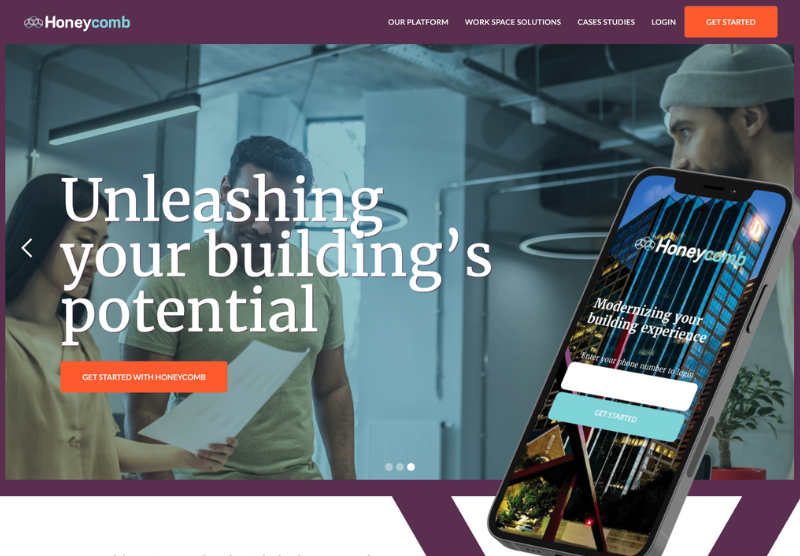 Honeycomb
OUR PLATFORM
WORK SPACE SOLUTIONS
CASES STUDIES
LOGIN
GET STARTED
Unleashing
your building’s
potential
GET STARTED WITH HONEYCOMB
Honeycomb
Modernizing your
building experience
Enter your phone number to login
GET STARTED